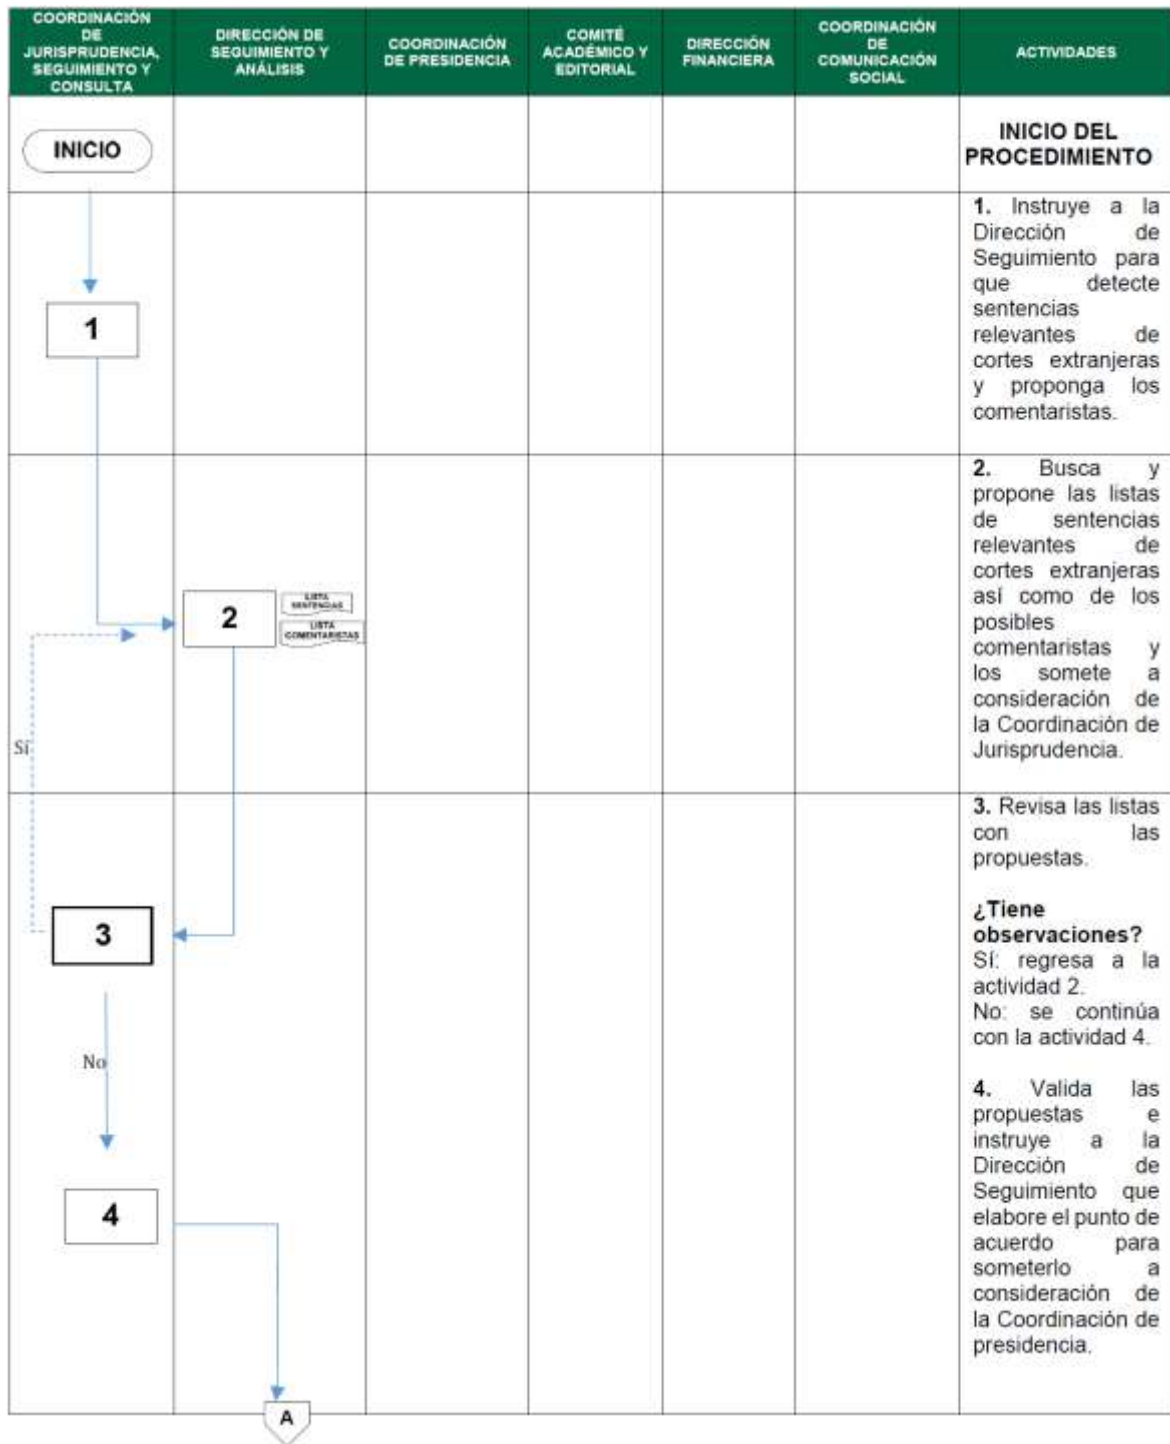 COORDINACIÓN
DE
JURISPRUDENCIA,
SEGUIMIENTO Y
CONSULTA
DIRECCIÓN DE
SEGUIMIENTO Y
ANÁLISIS
COORDINACIÓN
DE PRESIDENCIA
COMITÉ
ACADÉMICO Y
EDITORIAL
DIRECCIÓN
FINANCIERA
COORDINACIÓN
DE
COMUNICACIÓN
SOCIAL
ACTIVIDADES
INICIO
INICIO DEL
PROCEDIMIENTO
1
1. Instruye a la
Dirección de
Seguimiento para
que detecte
sentencias
relevantes de
cortes extranjeras
y proponga los
comentaristas.
2
LISTA
SENTENCIAS
LISTA
COMENTARISTAS
Sí
2. Busca y
propone las listas
de sentencias
relevantes de
cortes extranjeras
así como de los
posibles
comentaristas y
los somete a
consideración de
la Coordinación de
Jurisprudencia.
3
No
4
A
3. Revisa las listas
con las
propuestas.
¿Tiene
observaciones?
Sí: regresa a la
actividad 2.
No: se continúa
con la actividad 4.
4. Valida las
propuestas e
instruye a la
Dirección de
Seguimiento que
elabore el punto de
acuerdo para
someterlo a
consideración de
la Coordinación de
presidencia.